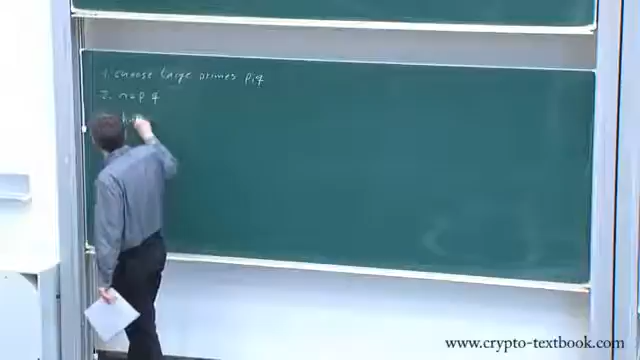 1. choose large primes p,q
2. n = p q
www.crypto-textbook.com